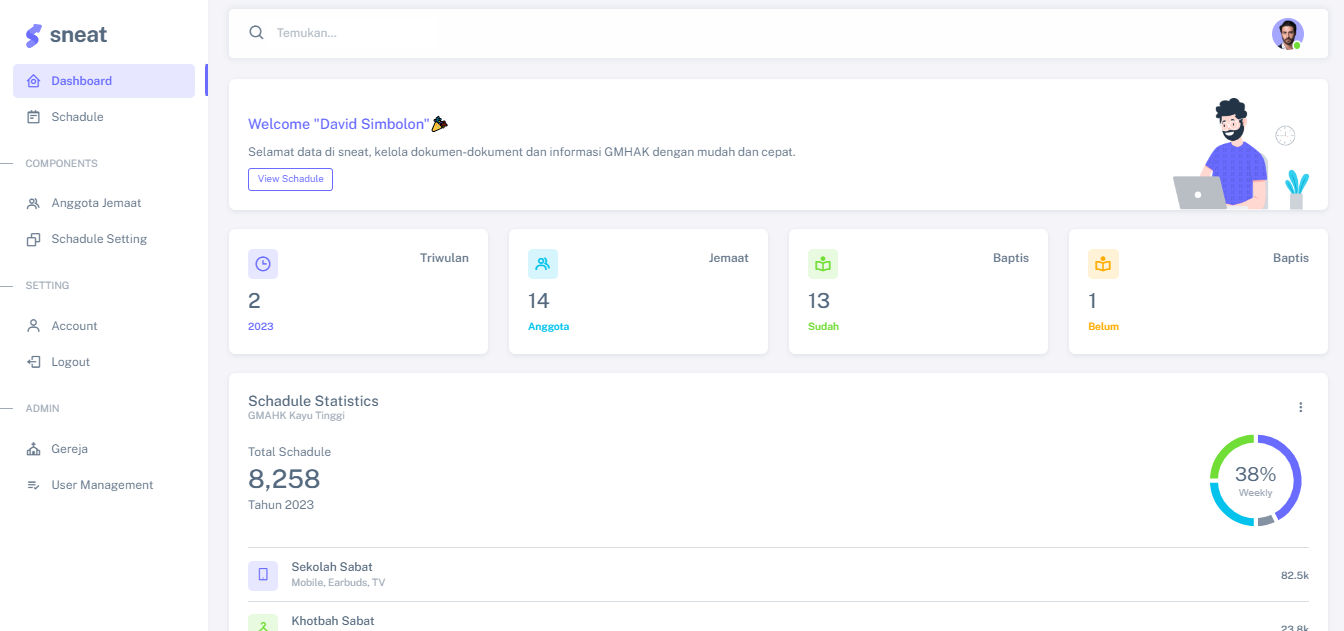 sneat
Temukan...
Dashboard
Schadule
COMPONENTS
Anggota Jemaat
Schadule Setting
SETTING
Account
Logout
ADMIN
Gereja
User Management
Welcome "David Simbolon"
Selamat data di sneat, kelola dokumen-dokument dan informasi GMHAK dengan mudah dan cepat.
View Schadule
Triwulan
2
2023
Jemaat
14
Anggota
Baptis
13
Sudah
Baptis
1
Belum
Schadule Statistics
GMAHK Kayu Tinggi
Total Schadule
8,258
Tahun 2023
38%
Weekly
Sekolah Sabat
Mobile, Earbuds, TV
82.5k
Khotbah Sabat
23.8k